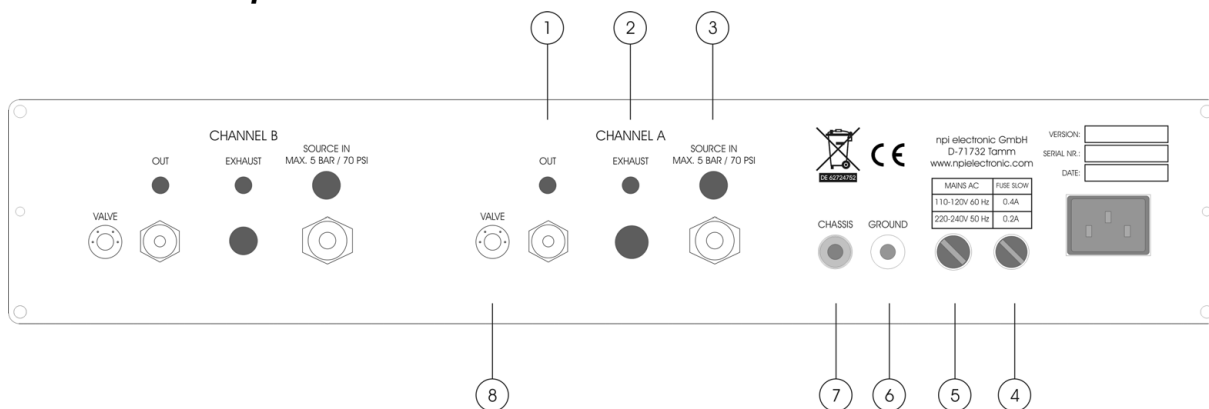 1 2 3
CHANNEL B
OUT EXHAUST SOURCE IN
MAX. 5 BAR / 70 PSI
VALVE
CHANNEL A
OUT EXHAUST SOURCE IN
MAX. 5 BAR / 70 PSI
VALVE
DE 62724752
CE
npi electronic GmbH
D-71732 Tamm
www.npielectronic.com
MAINS AC FUSE SLOW
110-120V 60 Hz 0.4A
220-240V 50 Hz 0.2A
VERSION:
SERIAL NR.:
DATE:
CHASSIS GROUND
8 7 6 5 4